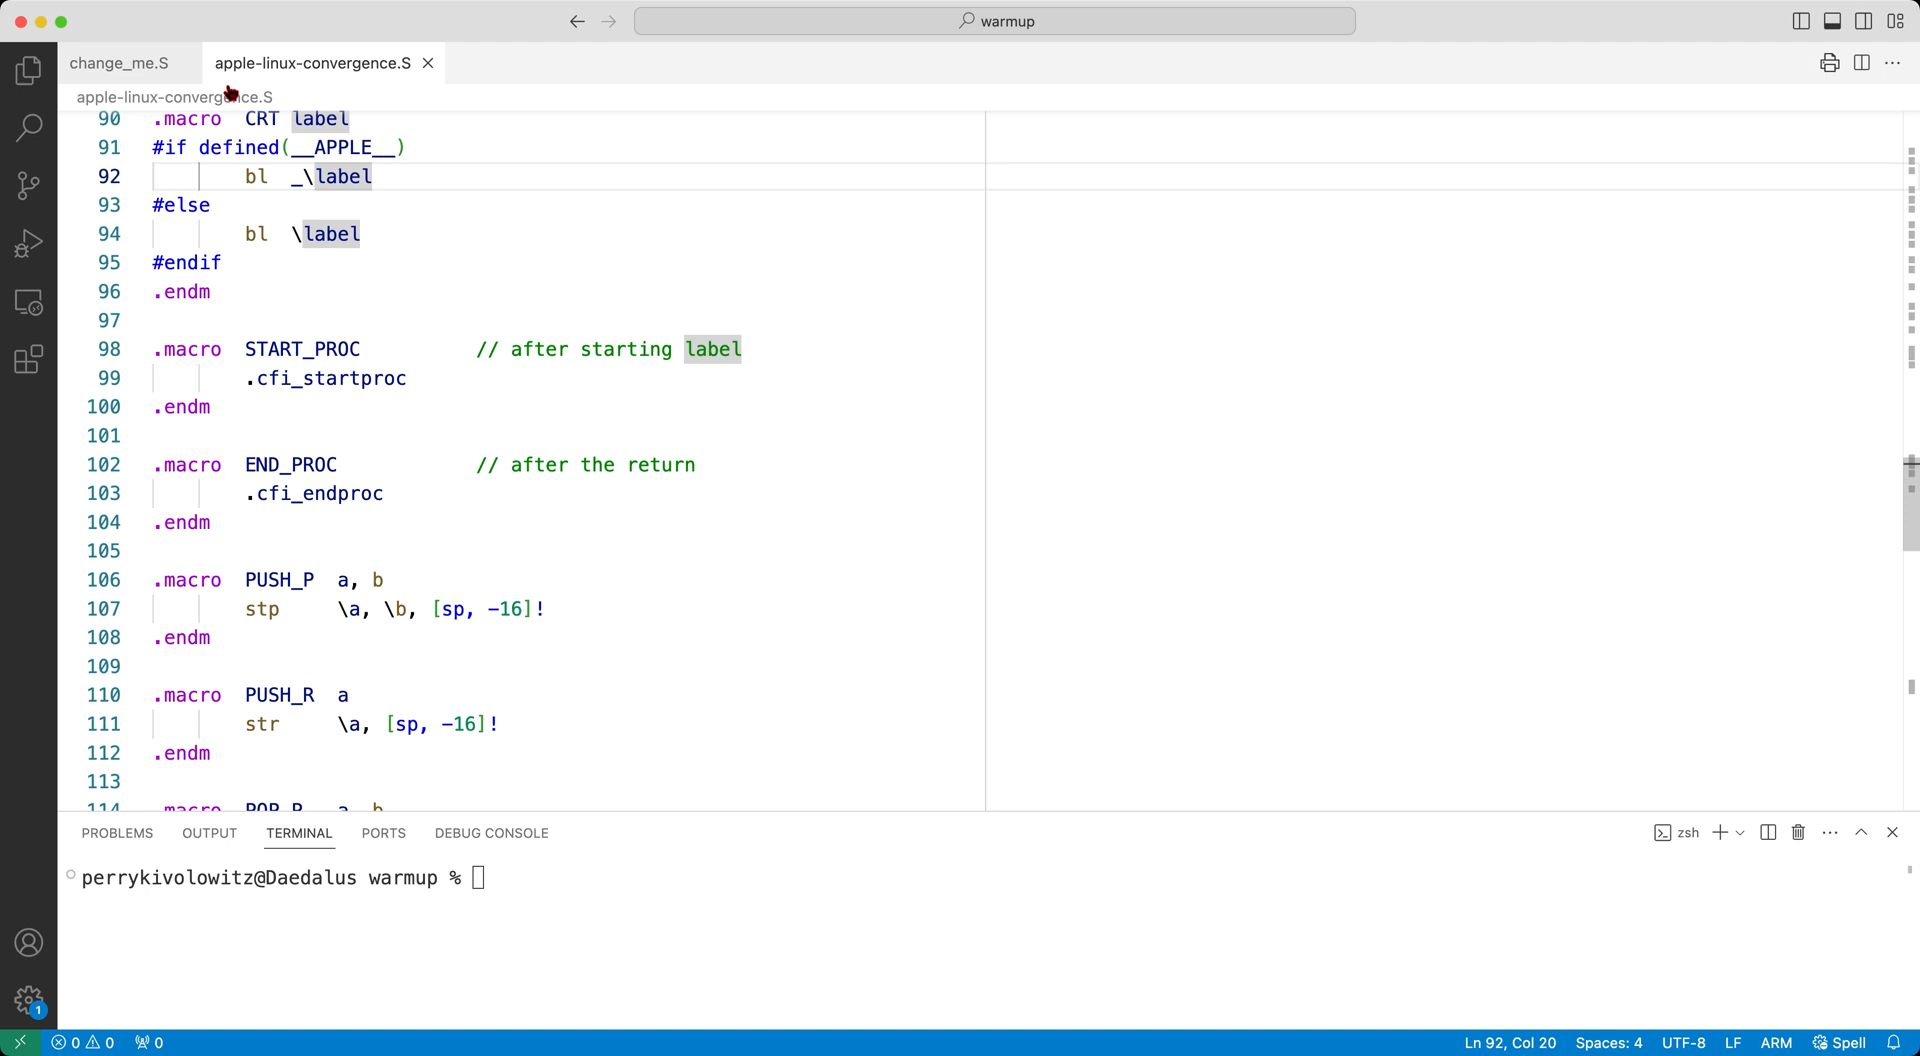 warmup
change_me.S
apple-linux-convergence.S
apple-linux-convergence.S
90 .macro CRT label
91 #if defined(__APPLE__)
92 bl _\label
93 #else
94 bl \label
95 #endif
96 .endm
97
98 .macro START_PROC // after starting label
99 .cfi_startproc
100 .endm
101
102 .macro END_PROC // after the return
103 .cfi_endproc
104 .endm
105
106 .macro PUSH_P a, b
107 stp \a, \b, [sp, -16]!
108 .endm
109
110 .macro PUSH_R a
111 str \a, [sp, -16]!
112 .endm
113
114 .macro POP_P a, b
PROBLEMS OUTPUT TERMINAL PORTS DEBUG CONSOLE zsh
perrykivolowitz@Daedalus warmup %
1
0 0 0 Ln 92, Col 20 Spaces: 4 UTF-8 LF ARM Spell